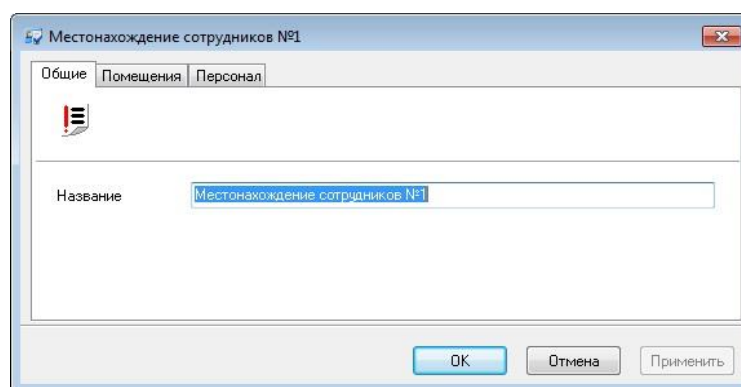 Местонахождение сотрудников №1
Общие Помещения Персонал
Название Местонахождение сотрудников №1
OK Отмена Применить